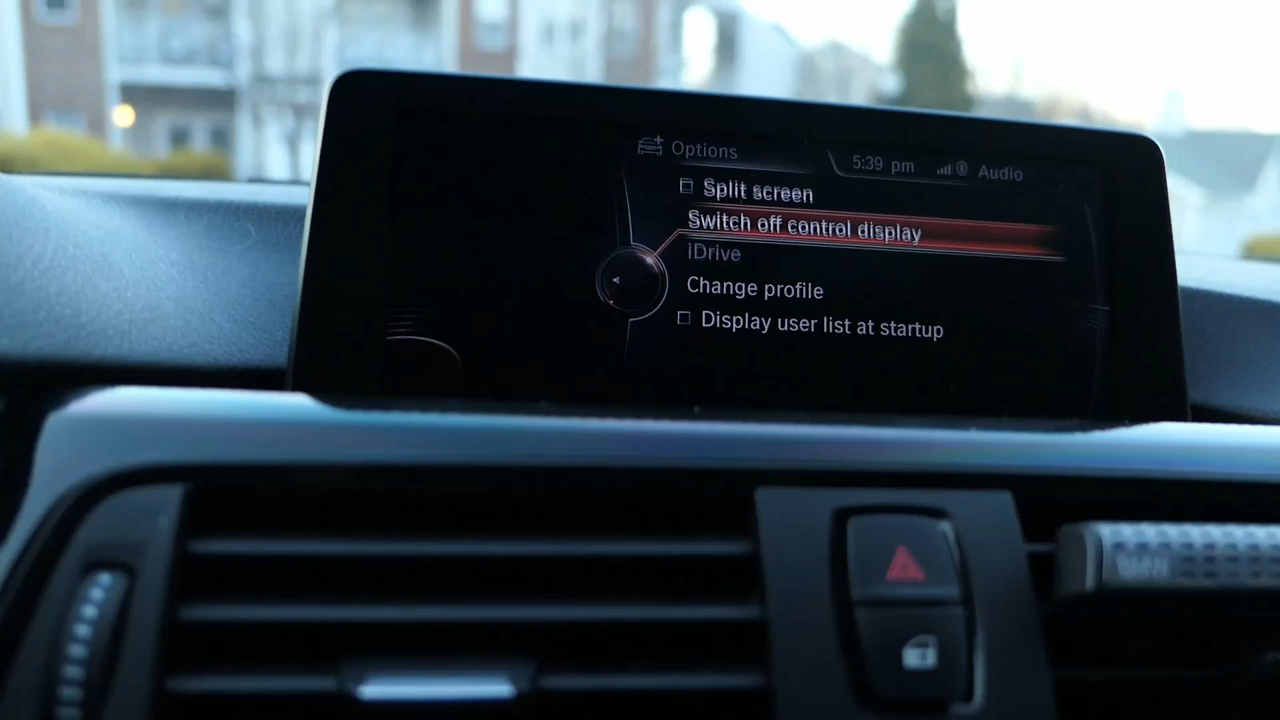 Options
5:39 pm
Audio
Split screen
Switch off control display
iDrive
Change profile
Display user list at startup
BMW